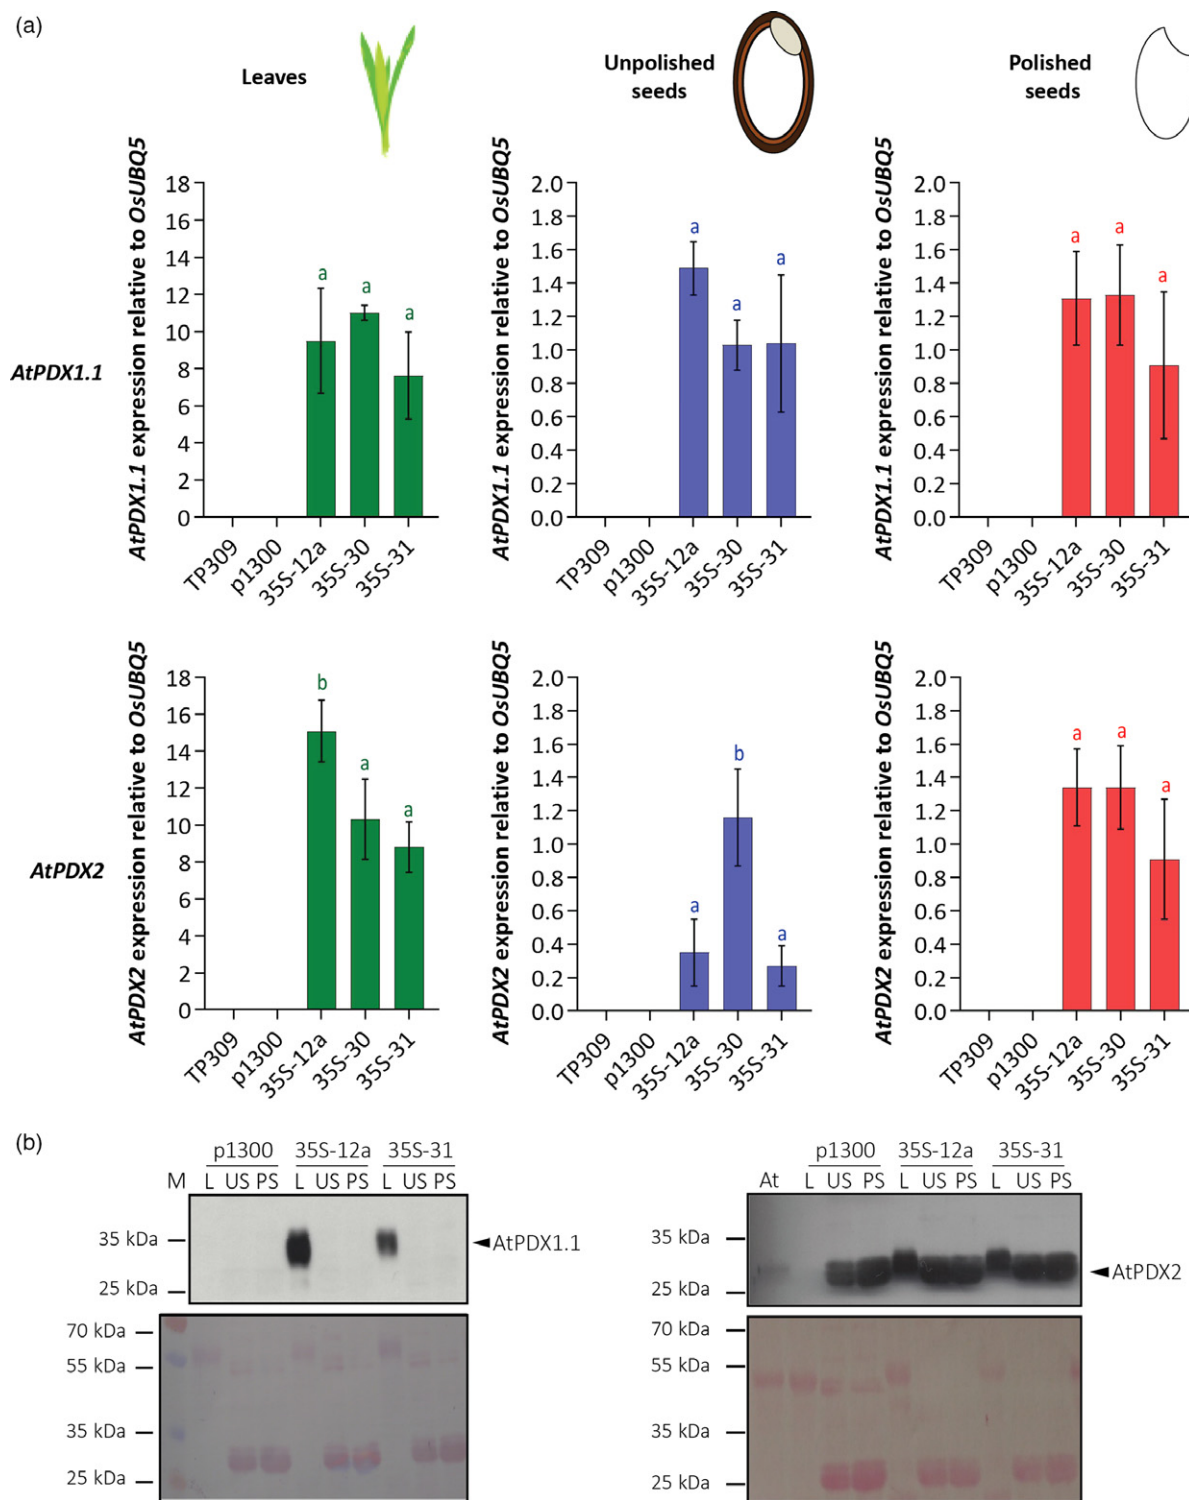 (a)
Leaves
Unpolished
seeds
Polished
seeds
AtPDX1.1
AtPDX1.1 expression relative to OsUBQ5
18
16
14
12
10
8
6
4
2
0
a
a
a
TP309
p1300
35S-12a
35S-30
35S-31
AtPDX1.1 expression relative to OsUBQ5
2.0
1.8
1.6
1.4
1.2
1.0
0.8
0.6
0.4
0.2
0.0
a
a
a
TP309
p1300
35S-12a
35S-30
35S-31
AtPDX1.1 expression relative to OsUBQ5
2.0
1.8
1.6
1.4
1.2
1.0
0.8
0.6
0.4
0.2
0.0
a
a
a
TP309
p1300
35S-12a
35S-30
35S-31
AtPDX2
AtPDX2 expression relative to OsUBQ5
18
16
14
12
10
8
6
4
2
0
b
a
a
TP309
p1300
35S-12a
35S-30
35S-31
AtPDX2 expression relative to OsUBQ5
2.0
1.8
1.6
1.4
1.2
1.0
0.8
0.6
0.4
0.2
0.0
a
b
a
TP309
p1300
35S-12a
35S-30
35S-31
AtPDX2 expression relative to OsUBQ5
2.0
1.8
1.6
1.4
1.2
1.0
0.8
0.6
0.4
0.2
0.0
a
a
a
TP309
p1300
35S-12a
35S-30
35S-31
(b)
p1300 35S-12a 35S-31
M L US PS L US PS L US PS
35 kDa
AtPDX1.1
25 kDa
70 kDa
55 kDa
35 kDa
25 kDa
p1300 35S-12a 35S-31
At L US PS L US PS L US PS
35 kDa
AtPDX2
25 kDa
70 kDa
55 kDa
35 kDa
25 kDa